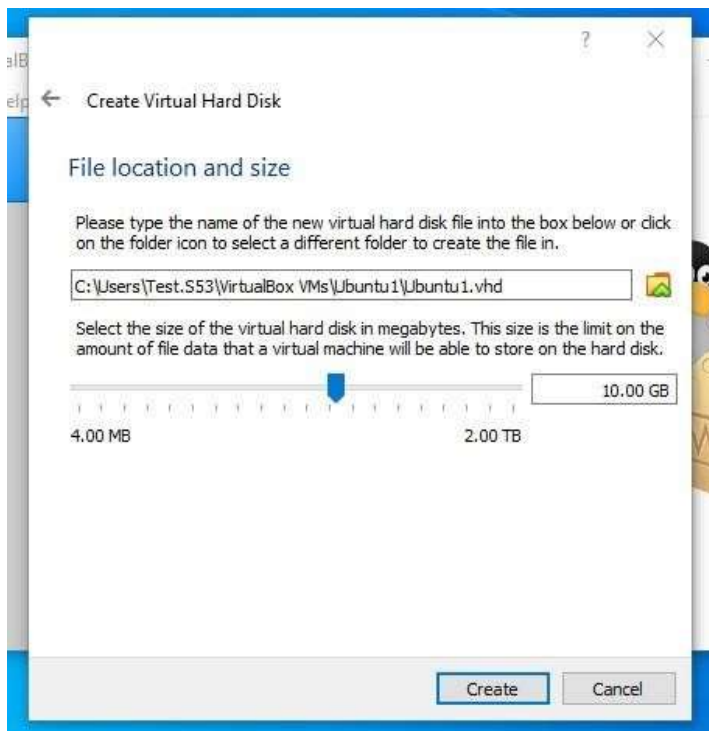 ?
alB
elp
Create Virtual Hard Disk
File location and size
Please type the name of the new virtual hard disk file into the box below or click
on the folder icon to select a different folder to create the file in.
C:\Users\Test.S53\VirtualBox VMs\Ubuntu1\Ubuntu1.vhd
Select the size of the virtual hard disk in megabytes. This size is the limit on the
amount of file data that a virtual machine will be able to store on the hard disk.
10.00 GB
4.00 MB 2.00 TB
Create Cancel